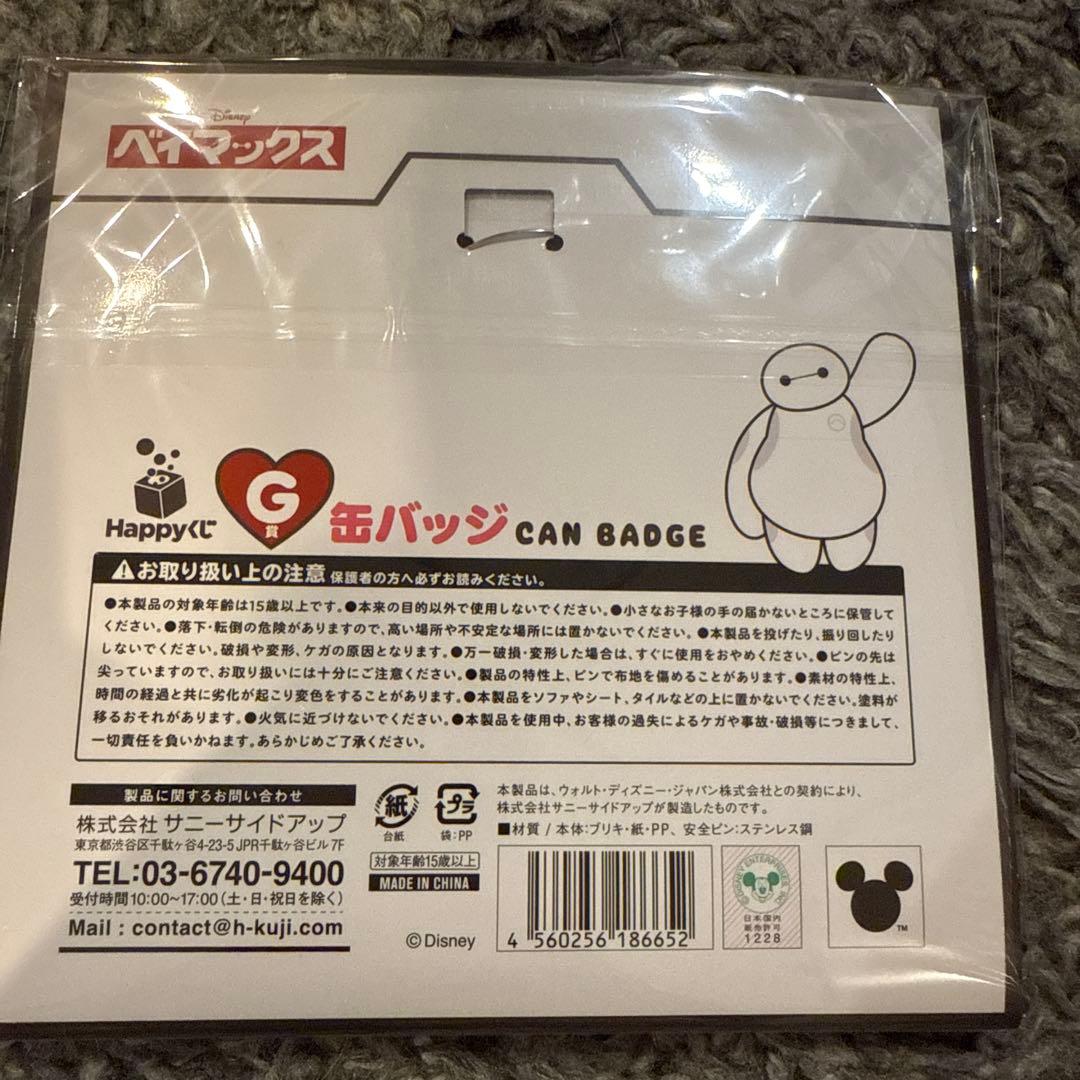 Disney
ベイマックス
Happyくじ
G賞
缶バッジ CAN BADGE
お取り扱い上の注意 保護者の方へ必ずお読みください。
●本製品の対象年齢は15歳以上です。●本来の目的以外で使用しないでください。●小さなお子様の手の届かないところに保管して
ください。●落下・転倒の危険がありますので、高い場所や不安定な場所には置かないでください。●本製品を投げたり、振り回したり
しないでください。破損や変形、ケガの原因となります。●万一破損・変形した場合は、すぐに使用をおやめください。●ピンの先は
尖っていますので、お取り扱いには十分にご注意ください。●製品の特性上、ピンで布地を傷めることがあります。●素材の特性上、
時間の経過と共に劣化が起こり変色をすることがあります。●本製品をソファやシート、タイルなどの上に置かないでください。塗料が
移るおそれがあります。●火気に近づけないでください。●本製品を使用中、お客様の過失によるケガや事故・破損等につきまして、
一切責任を負いかねます。あらかじめご了承ください。
製品に関するお問い合わせ
株式会社 サニーサイドアップ
東京都渋谷区千駄ヶ谷4-23-5 JPR千駄ヶ谷ビル 7F
TEL:03-6740-9400
受付時間10:00~17:00(土・日・祝日を除く)
Mail : contact@h-kuji.com
紙
台紙
プラ
袋:PP
対象年齢15歳以上
MADE IN CHINA
©Disney
本製品は、ウォルト・ディズニー・ジャパン株式会社との契約により、
株式会社サニーサイドアップが製造したものです。
■材質 / 本体:ブリキ・紙・PP、安全ピン:ステンレス鋼
4 560256 186652
©DISNEY ENTERPRISES, INC.
日本国内
販売許可
1228
TM